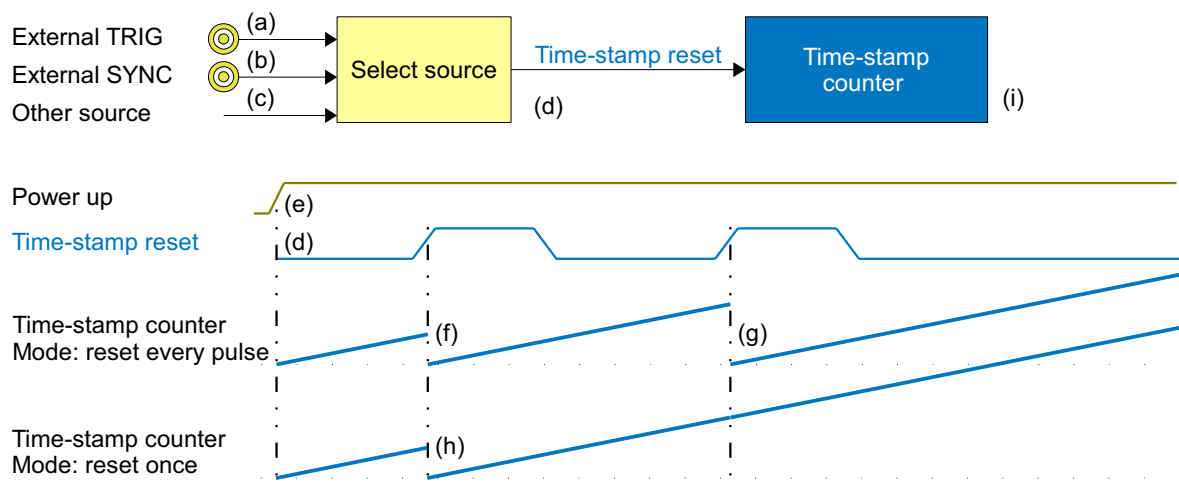 External TRIG
(a)
External SYNC
(b)
Other source
(c)
Select source
Time-stamp reset
(d)
Time-stamp
counter
(i)
Power up
(e)
Time-stamp reset
(d)
Time-stamp counter
Mode: reset every pulse
(f)
(g)
Time-stamp counter
Mode: reset once
(h)